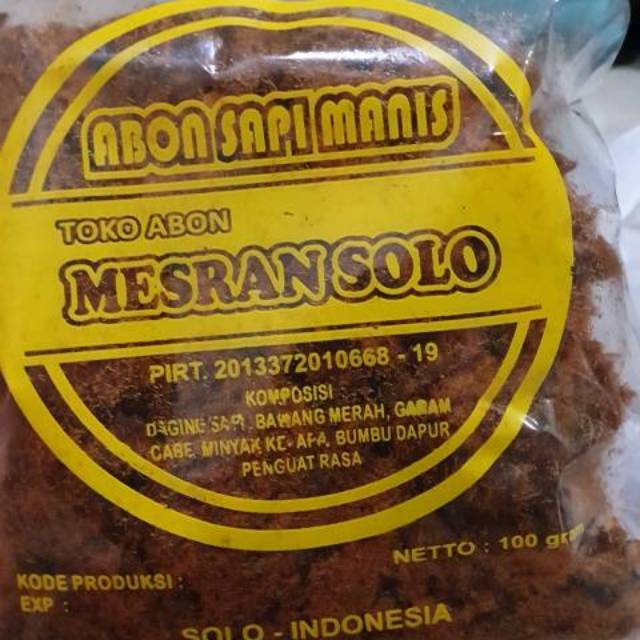 ABON SAPI MANIS
TOKO ABON
MESRAN SOLO
PIRT. 2013372010668 - 19
KOMPOSISI
DAGING SAPI, BAWANG MERAH, GARAM
CABE, MINYAK KELAPA, BUMBU DAPUR
PENGUAT RASA
NETTO : 100 gram
KODE PRODUKSI :
EXP :
SOLO - INDONESIA